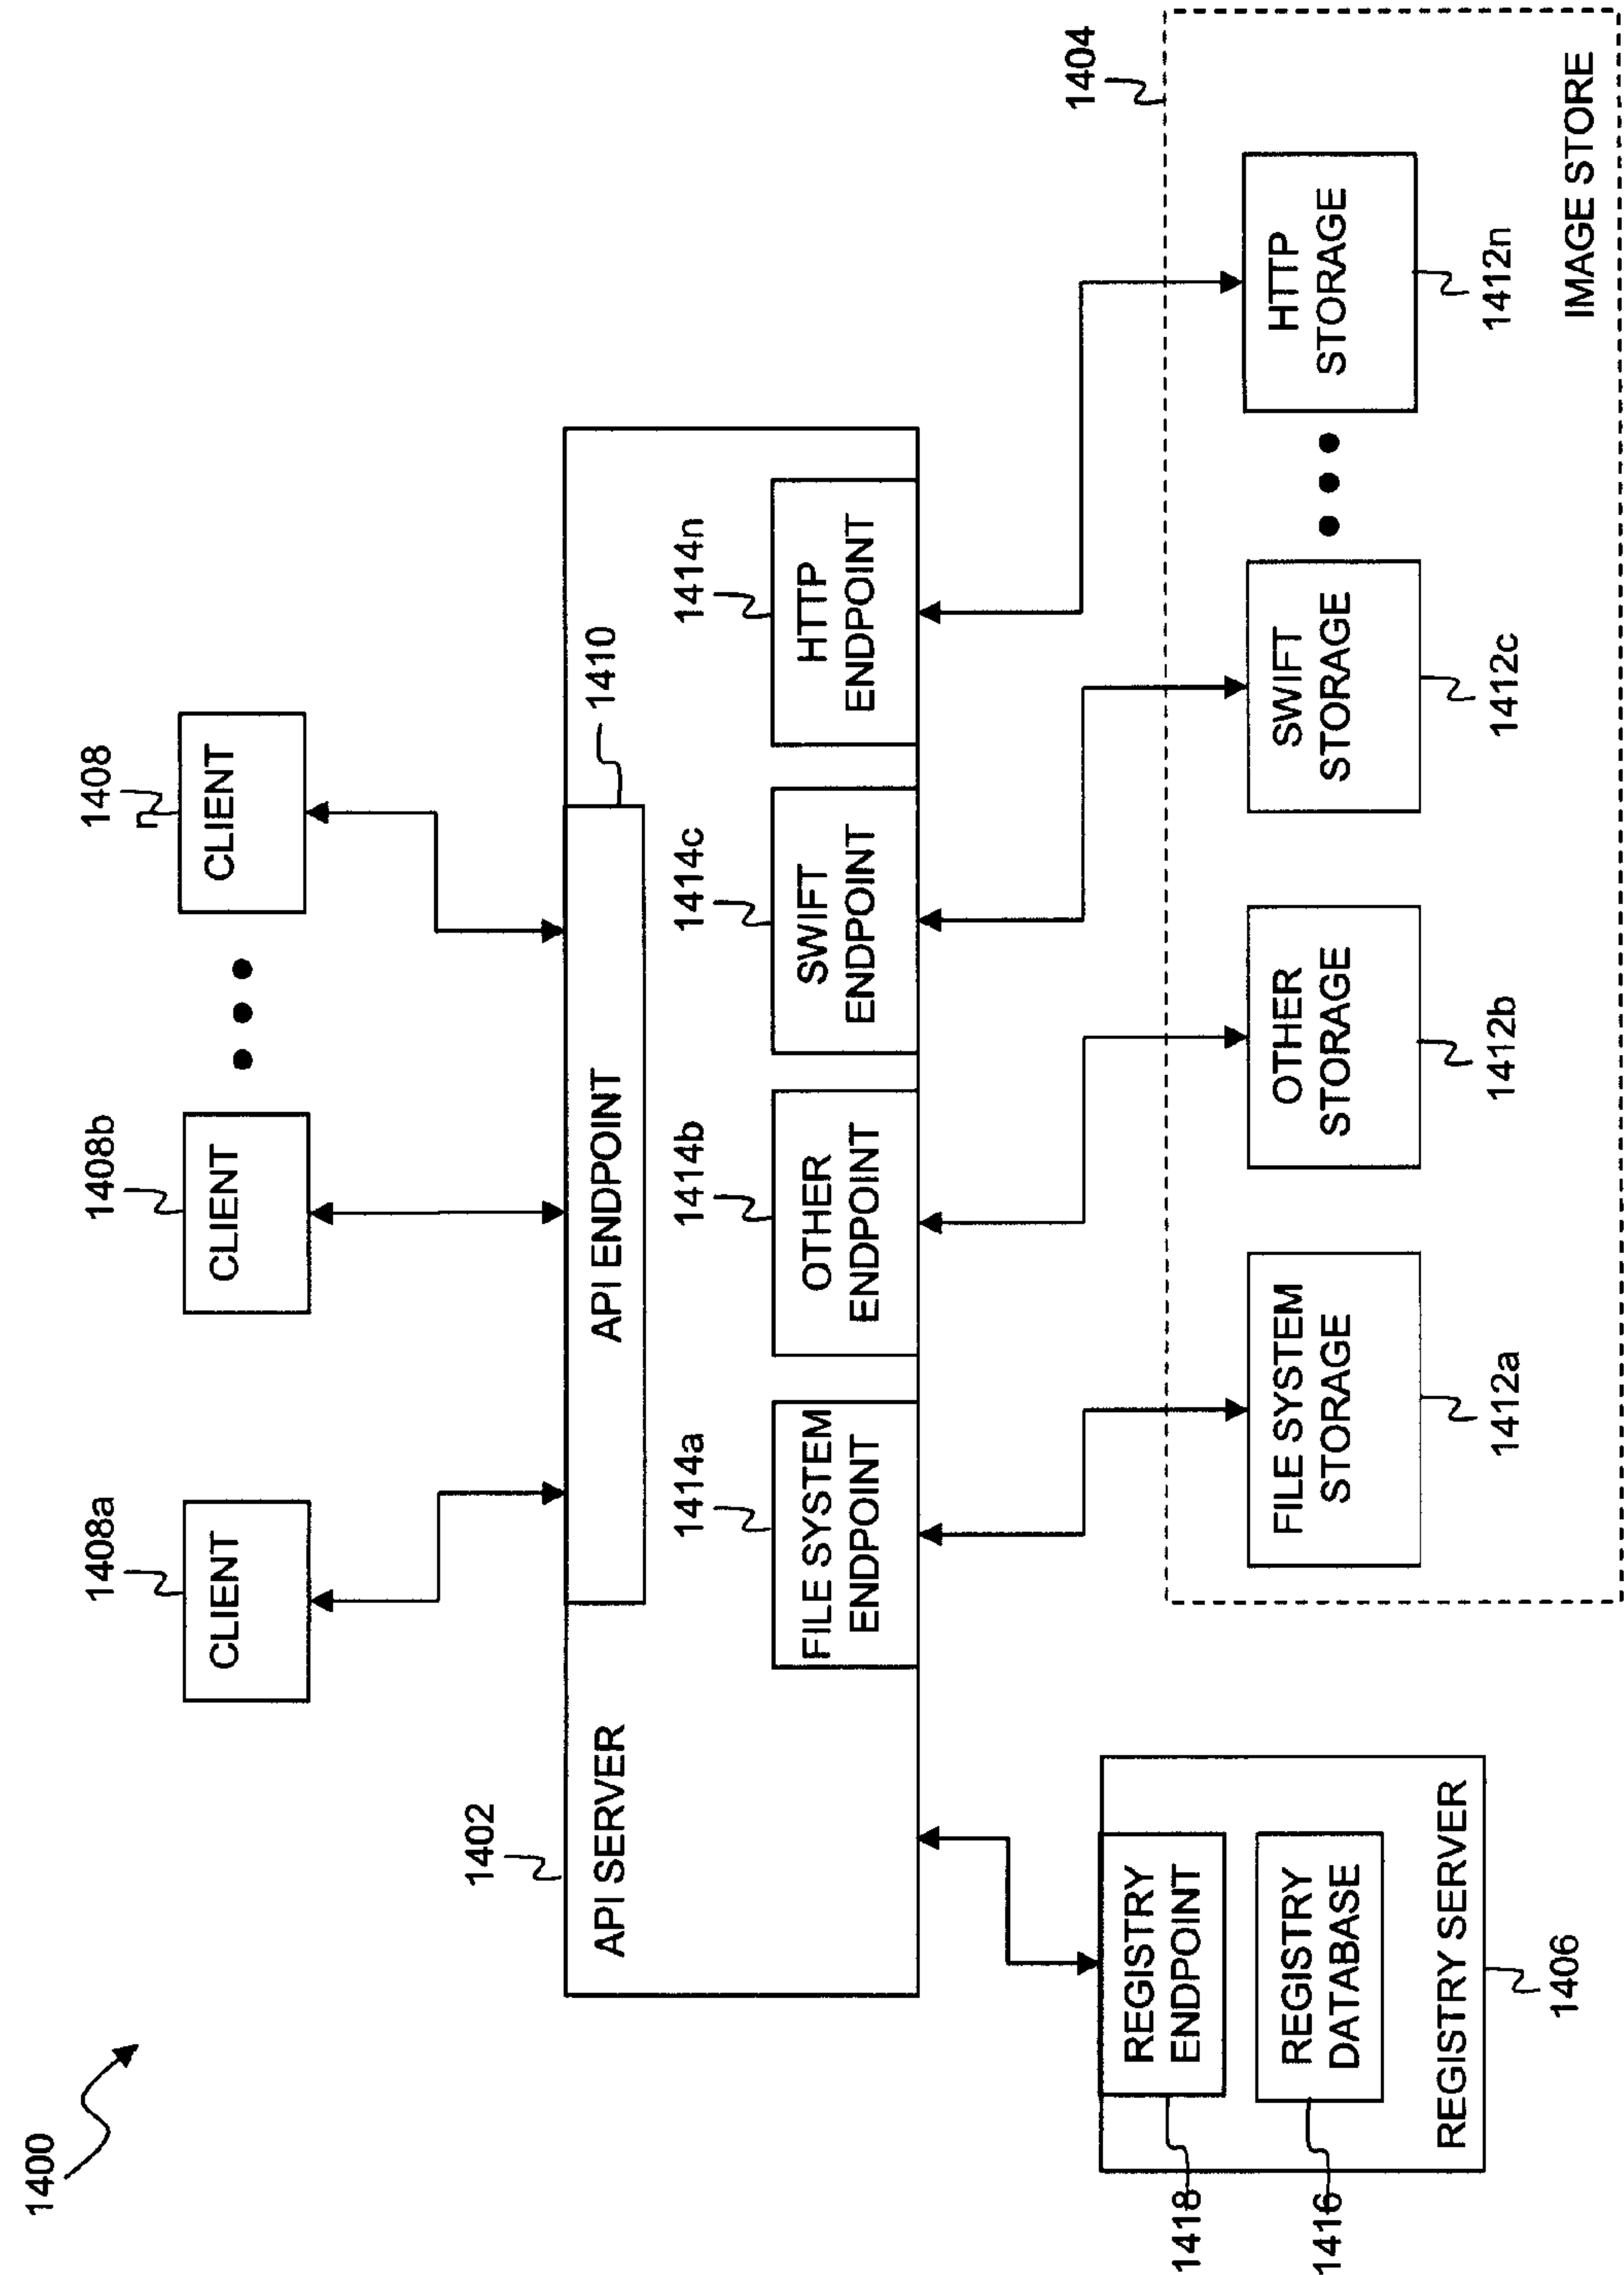 1400
1408a
1408b
1408
n
CLIENT
CLIENT
CLIENT
1402
API SERVER
API ENDPOINT
1410
1414a
1414b
1414c
1414n
FILE SYSTEM
ENDPOINT
OTHER
ENDPOINT
SWIFT
ENDPOINT
HTTP
ENDPOINT
1404
1418
REGISTRY
ENDPOINT
1416
REGISTRY
DATABASE
REGISTRY SERVER
1406
FILE SYSTEM
STORAGE
OTHER
STORAGE
SWIFT
STORAGE
HTTP
STORAGE
1412a
1412b
1412c
1412n
IMAGE STORE